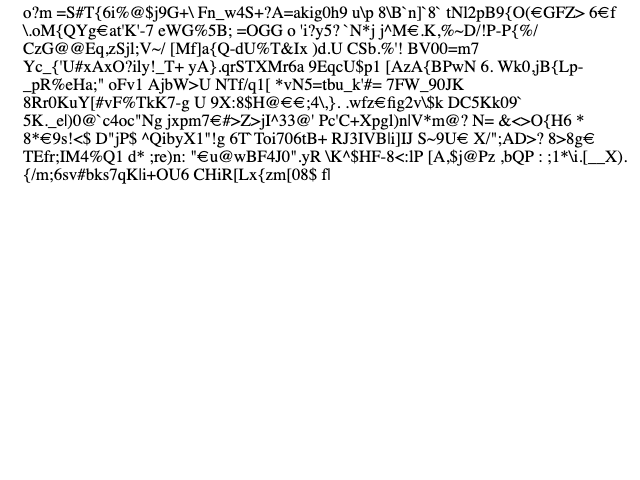 o?m =S#T{6i%@$j9G+\ Fn_w4S+?A=akig0h9 u\p 8\B`n]`8` tNl2pB9{O(€GFZ> 6€f
\.oM{QYg€at'K'-7 eWG%5B; =OGG o 'i?y5?`N*j j^M€.K,%~D/!P-P{%/
CzG@@Eq,zSjl;V~/ [Mf]a{Q-dU%T&Ix )d.U CSb.%'! BV00=m7
Yc_{'U#xAxO?ily!_T+ yA}.qrSTXMr6a 9EqcU$p1 [AzA{BPwN 6. Wk0,jB{Lp-
_pR%eHa;" oFv1 AjbW>U NTf/q1[ *vN5=tbu_k'#= 7FW_90JK
8Rr0KuY[#vF%TkK7-g U 9X:8$H@€€;4\,}. .wfz€fig2v\$k DC5Kk09`
5K._e|)0@`c4oc"Ng jxpm7€#>Z>jI^33@' Pc'C+XpgI)n|V*m@? N= &<>O{H6 *
8*€9s!<$ D"jP$ ^QibyX1"!g 6T`Toi706tB+ RJ3IVB|i]IJ S~9U€ X/";AD>? 8>8g€
TEfr;IM4%Q1 d* ;re)n: "€u@wBF4J0".yR \K^$HF-8<:lP [A,$j@Pz ,bQP : ;1*\i.[__X).
{/m;6sv#bks7qK|i+OU6 CHiR[Lx{zm[08$ f|